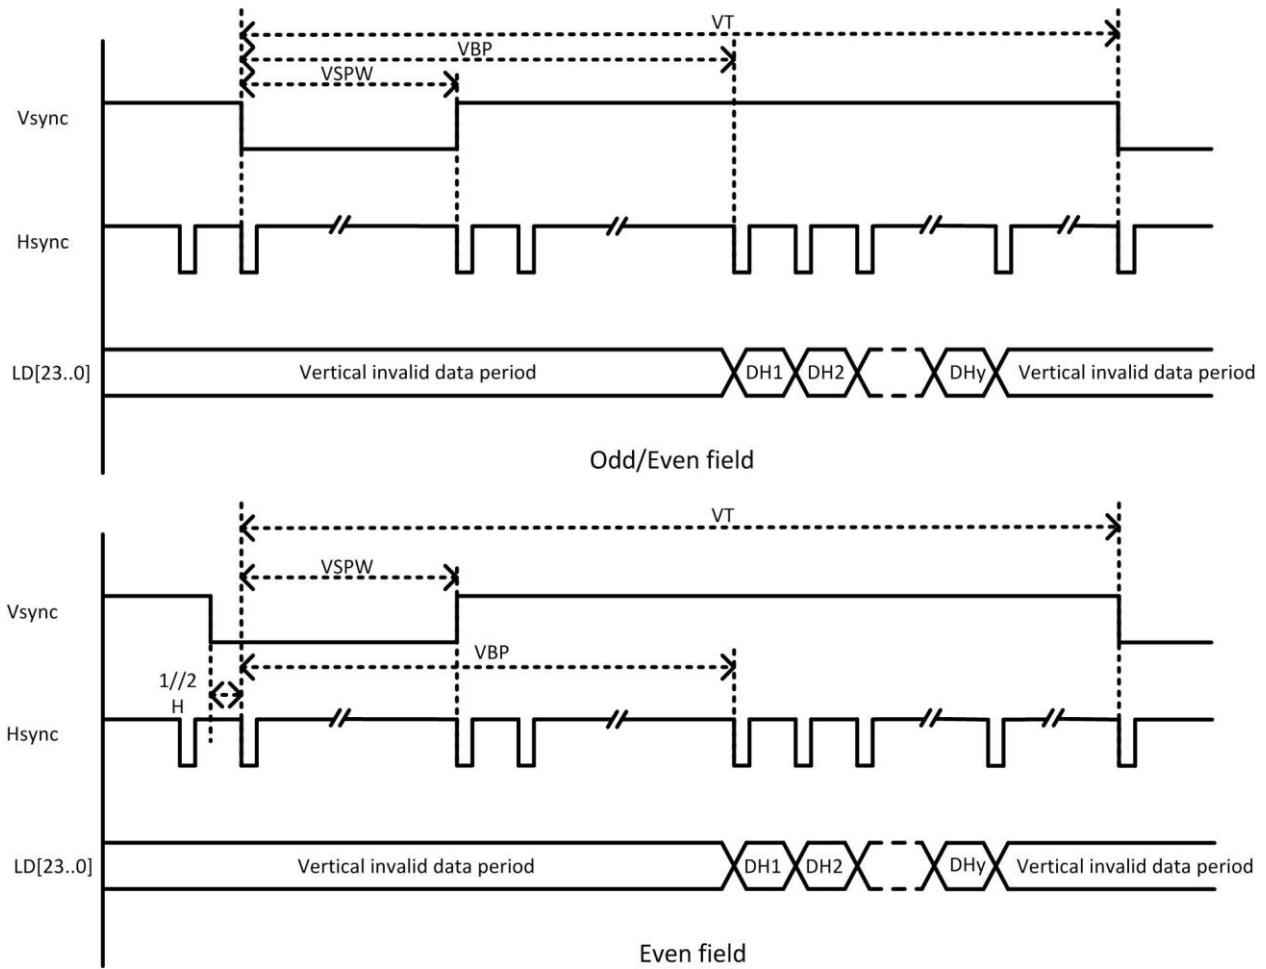 VT
VBP
VSPW
Vsync
Hsync
LD[23..0]
Vertical invalid data period
DH1
DH2
DHy
Vertical invalid data period
Odd/Even field
VT
VSPW
Vsync
VBP
1//2
H
Hsync
LD[23..0]
Vertical invalid data period
DH1
DH2
DHy
Vertical invalid data period
Even field